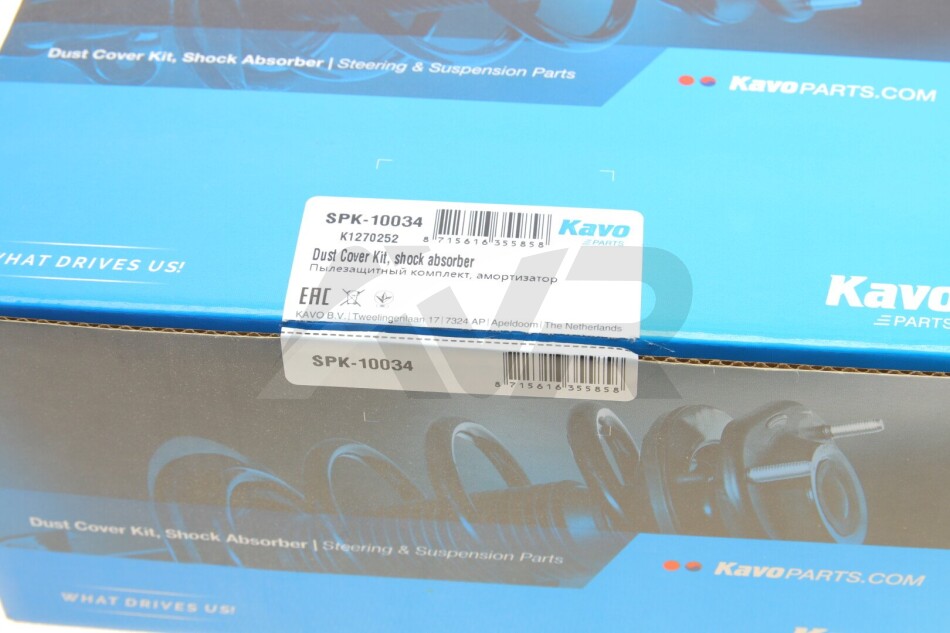 Dust Cover Kit, Shock Absorber | Steering & Suspension Parts
KavoPARTS.COM
WHAT DRIVES US!
SPK-10034
K1270252
8 715616 355858
Kavo
PARTS
Dust Cover Kit, shock absorber
Пылезащитный комплект, амортизатор
EAC
KAVO B.V. | Tweelingenlaan 17 | 7324 AP | Apeldoorn | The Netherlands
Kavo
PARTS
SPK-10034
8 715616 355858
AVR
Dust Cover Kit, Shock Absorber | Steering & Suspension Parts
KavoPARTS.COM
WHAT DRIVES US!